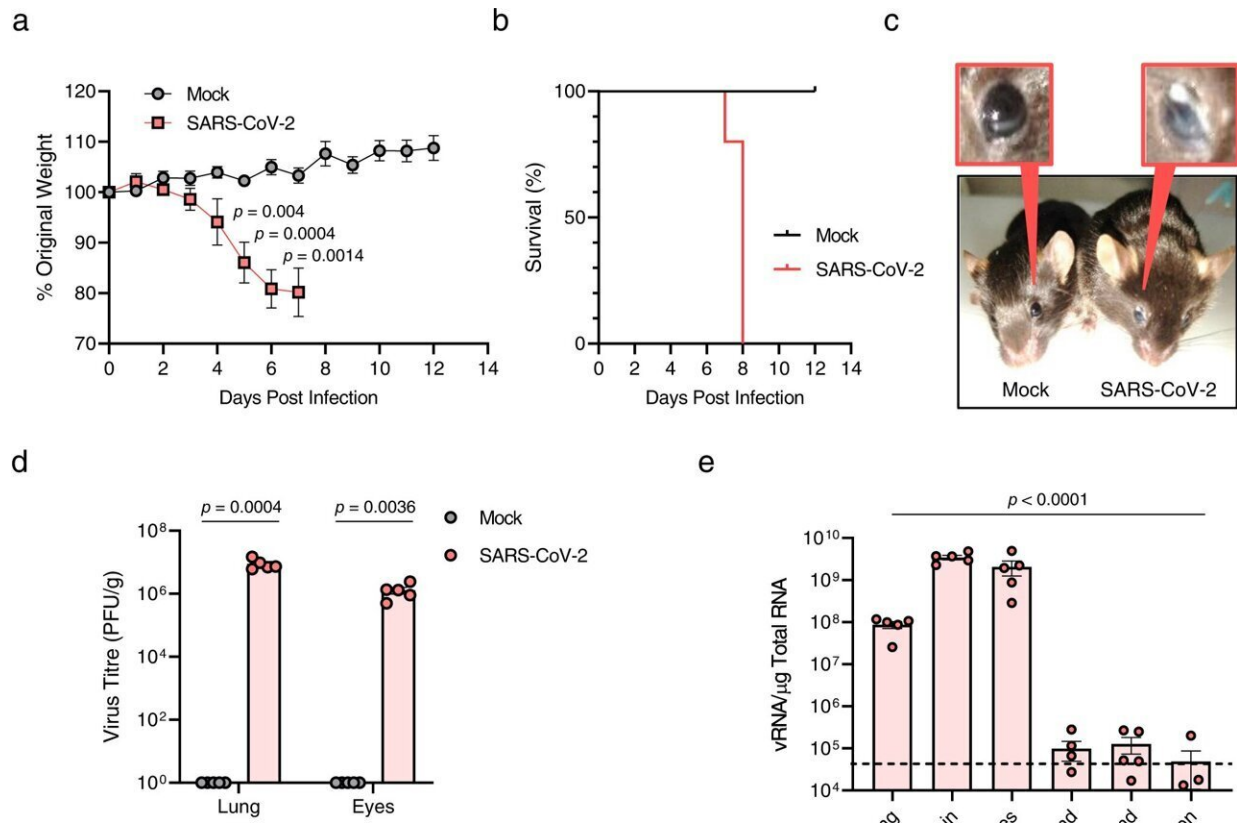 a
b
c
120
110
100
90
80
70
% Original Weight
Mock
SARS-CoV-2
p = 0.004
p = 0.0004
p = 0.0014
0 2 4 6 8 10 12 14
Days Post Infection
100
50
0
Survival (%)
Mock
SARS-CoV-2
0 2 4 6 8 10 12 14
Days Post Infection
Mock SARS-CoV-2
d
e
p = 0.0004 p = 0.0036
Mock
SARS-CoV-2
10⁸
10⁶
10⁴
10²
10⁰
Virus Titre (PFU/g)
Lung Eyes
p < 0.0001
10¹⁰
10⁹
10⁸
10⁷
10⁶
10⁵
10⁴
vRNA/μg Total RNA